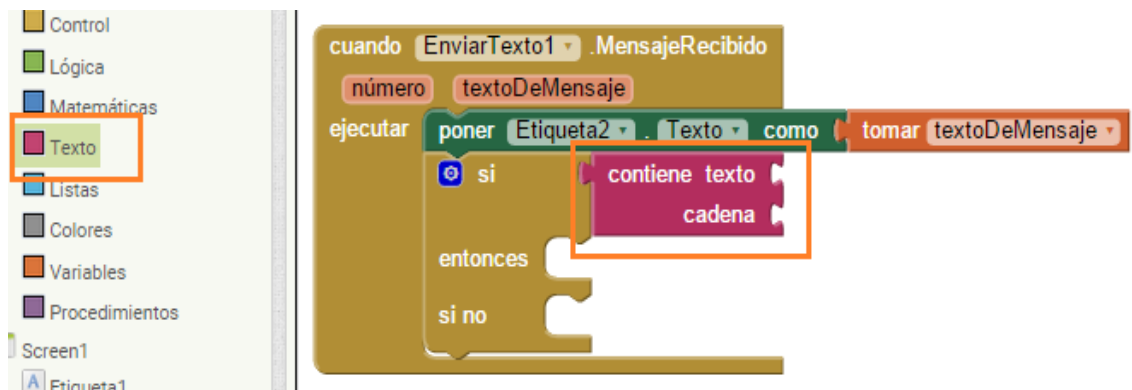 Control
Lógica
Matemáticas
Texto
Listas
Colores
Variables
Procedimientos
Screen1
Etiqueta1
cuando EnviarTexto1 .MensajeRecibido
número textoDeMensaje
ejecutar poner Etiqueta2 . Texto como tomar textoDeMensaje
si contiene texto
cadena
entonces
si no